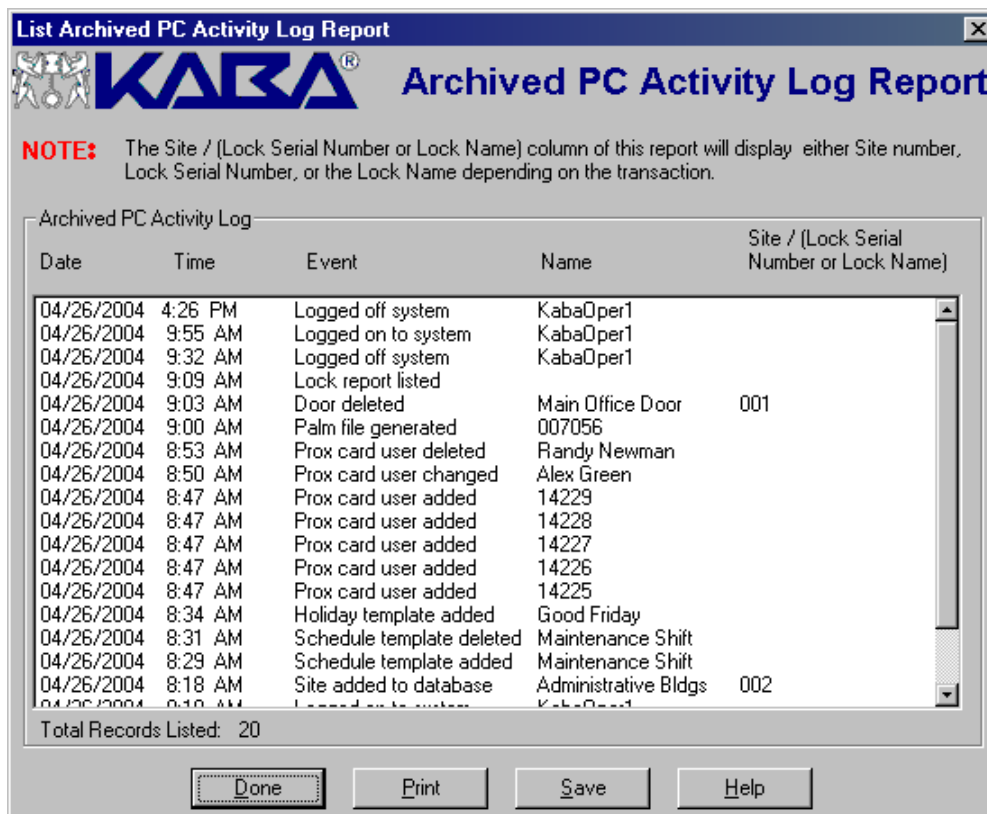 List Archived PC Activity Log Report
KABA®
Archived PC Activity Log Report
NOTE: The Site / (Lock Serial Number or Lock Name) column of this report will display either Site number,
Lock Serial Number, or the Lock Name depending on the transaction.
Archived PC Activity Log
Date Time Event Name Site / (Lock Serial
Number or Lock Name)
04/26/2004 4:26 PM Logged off system KabaOper1
04/26/2004 9:55 AM Logged on to system KabaOper1
04/26/2004 9:32 AM Logged off system KabaOper1
04/26/2004 9:09 AM Lock report listed
04/26/2004 9:03 AM Door deleted Main Office Door 001
04/26/2004 9:00 AM Palm file generated 007056
04/26/2004 8:53 AM Prox card user deleted Randy Newman
04/26/2004 8:50 AM Prox card user changed Alex Green
04/26/2004 8:47 AM Prox card user added 14229
04/26/2004 8:47 AM Prox card user added 14228
04/26/2004 8:47 AM Prox card user added 14227
04/26/2004 8:47 AM Prox card user added 14226
04/26/2004 8:47 AM Prox card user added 14225
04/26/2004 8:34 AM Holiday template added Good Friday
04/26/2004 8:31 AM Schedule template deleted Maintenance Shift
04/26/2004 8:29 AM Schedule template added Maintenance Shift
04/26/2004 8:18 AM Site added to database Administrative Bldgs 002
04/26/2004 AM Logged on to system KabaOper1
Total Records Listed: 20
Done Print Save Help